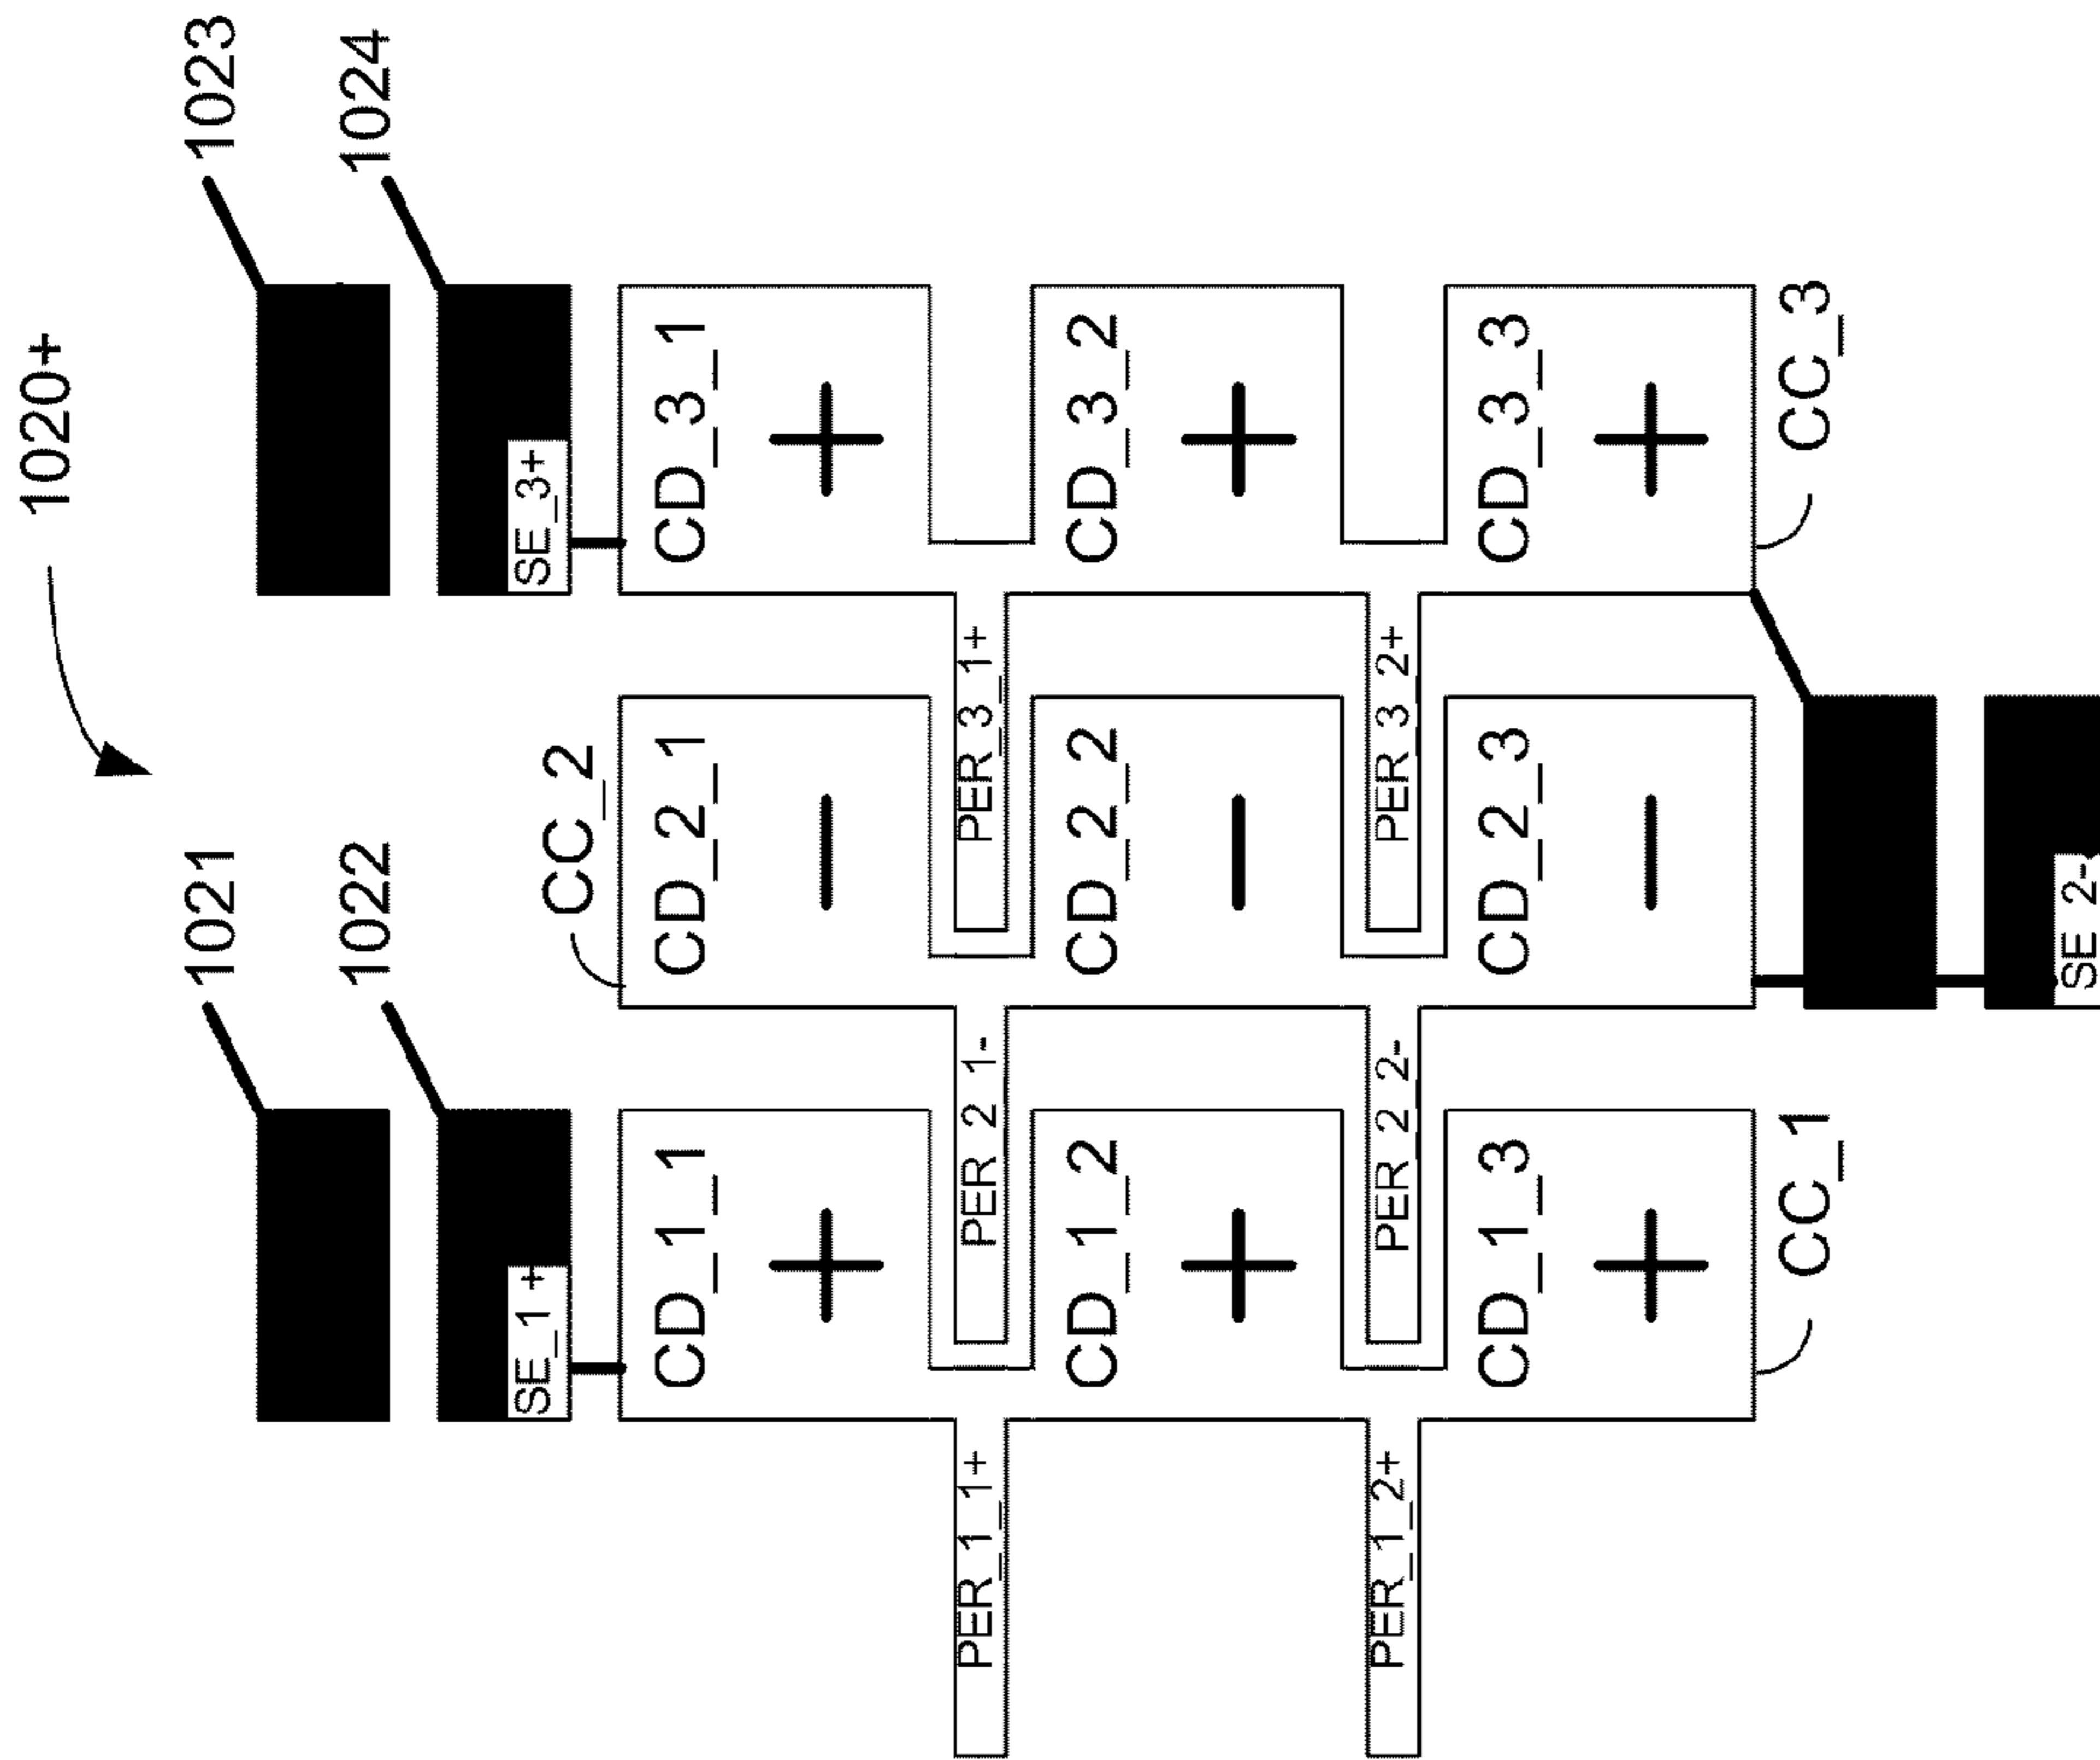 1020+
1021
1023
1022
1024
SE_1+
CC_2
SE_3+
CD_1_1
CD_2_1
CD_3_1
PER_1_1+
PER_2_1-
PER_3_1+
CD_1_2
CD_2_2
CD_3_2
PER_1_2+
PER_2_2-
PER_3_2+
CD_1_3
CD_2_3
CD_3_3
CC_1
CC_3
SE_2-